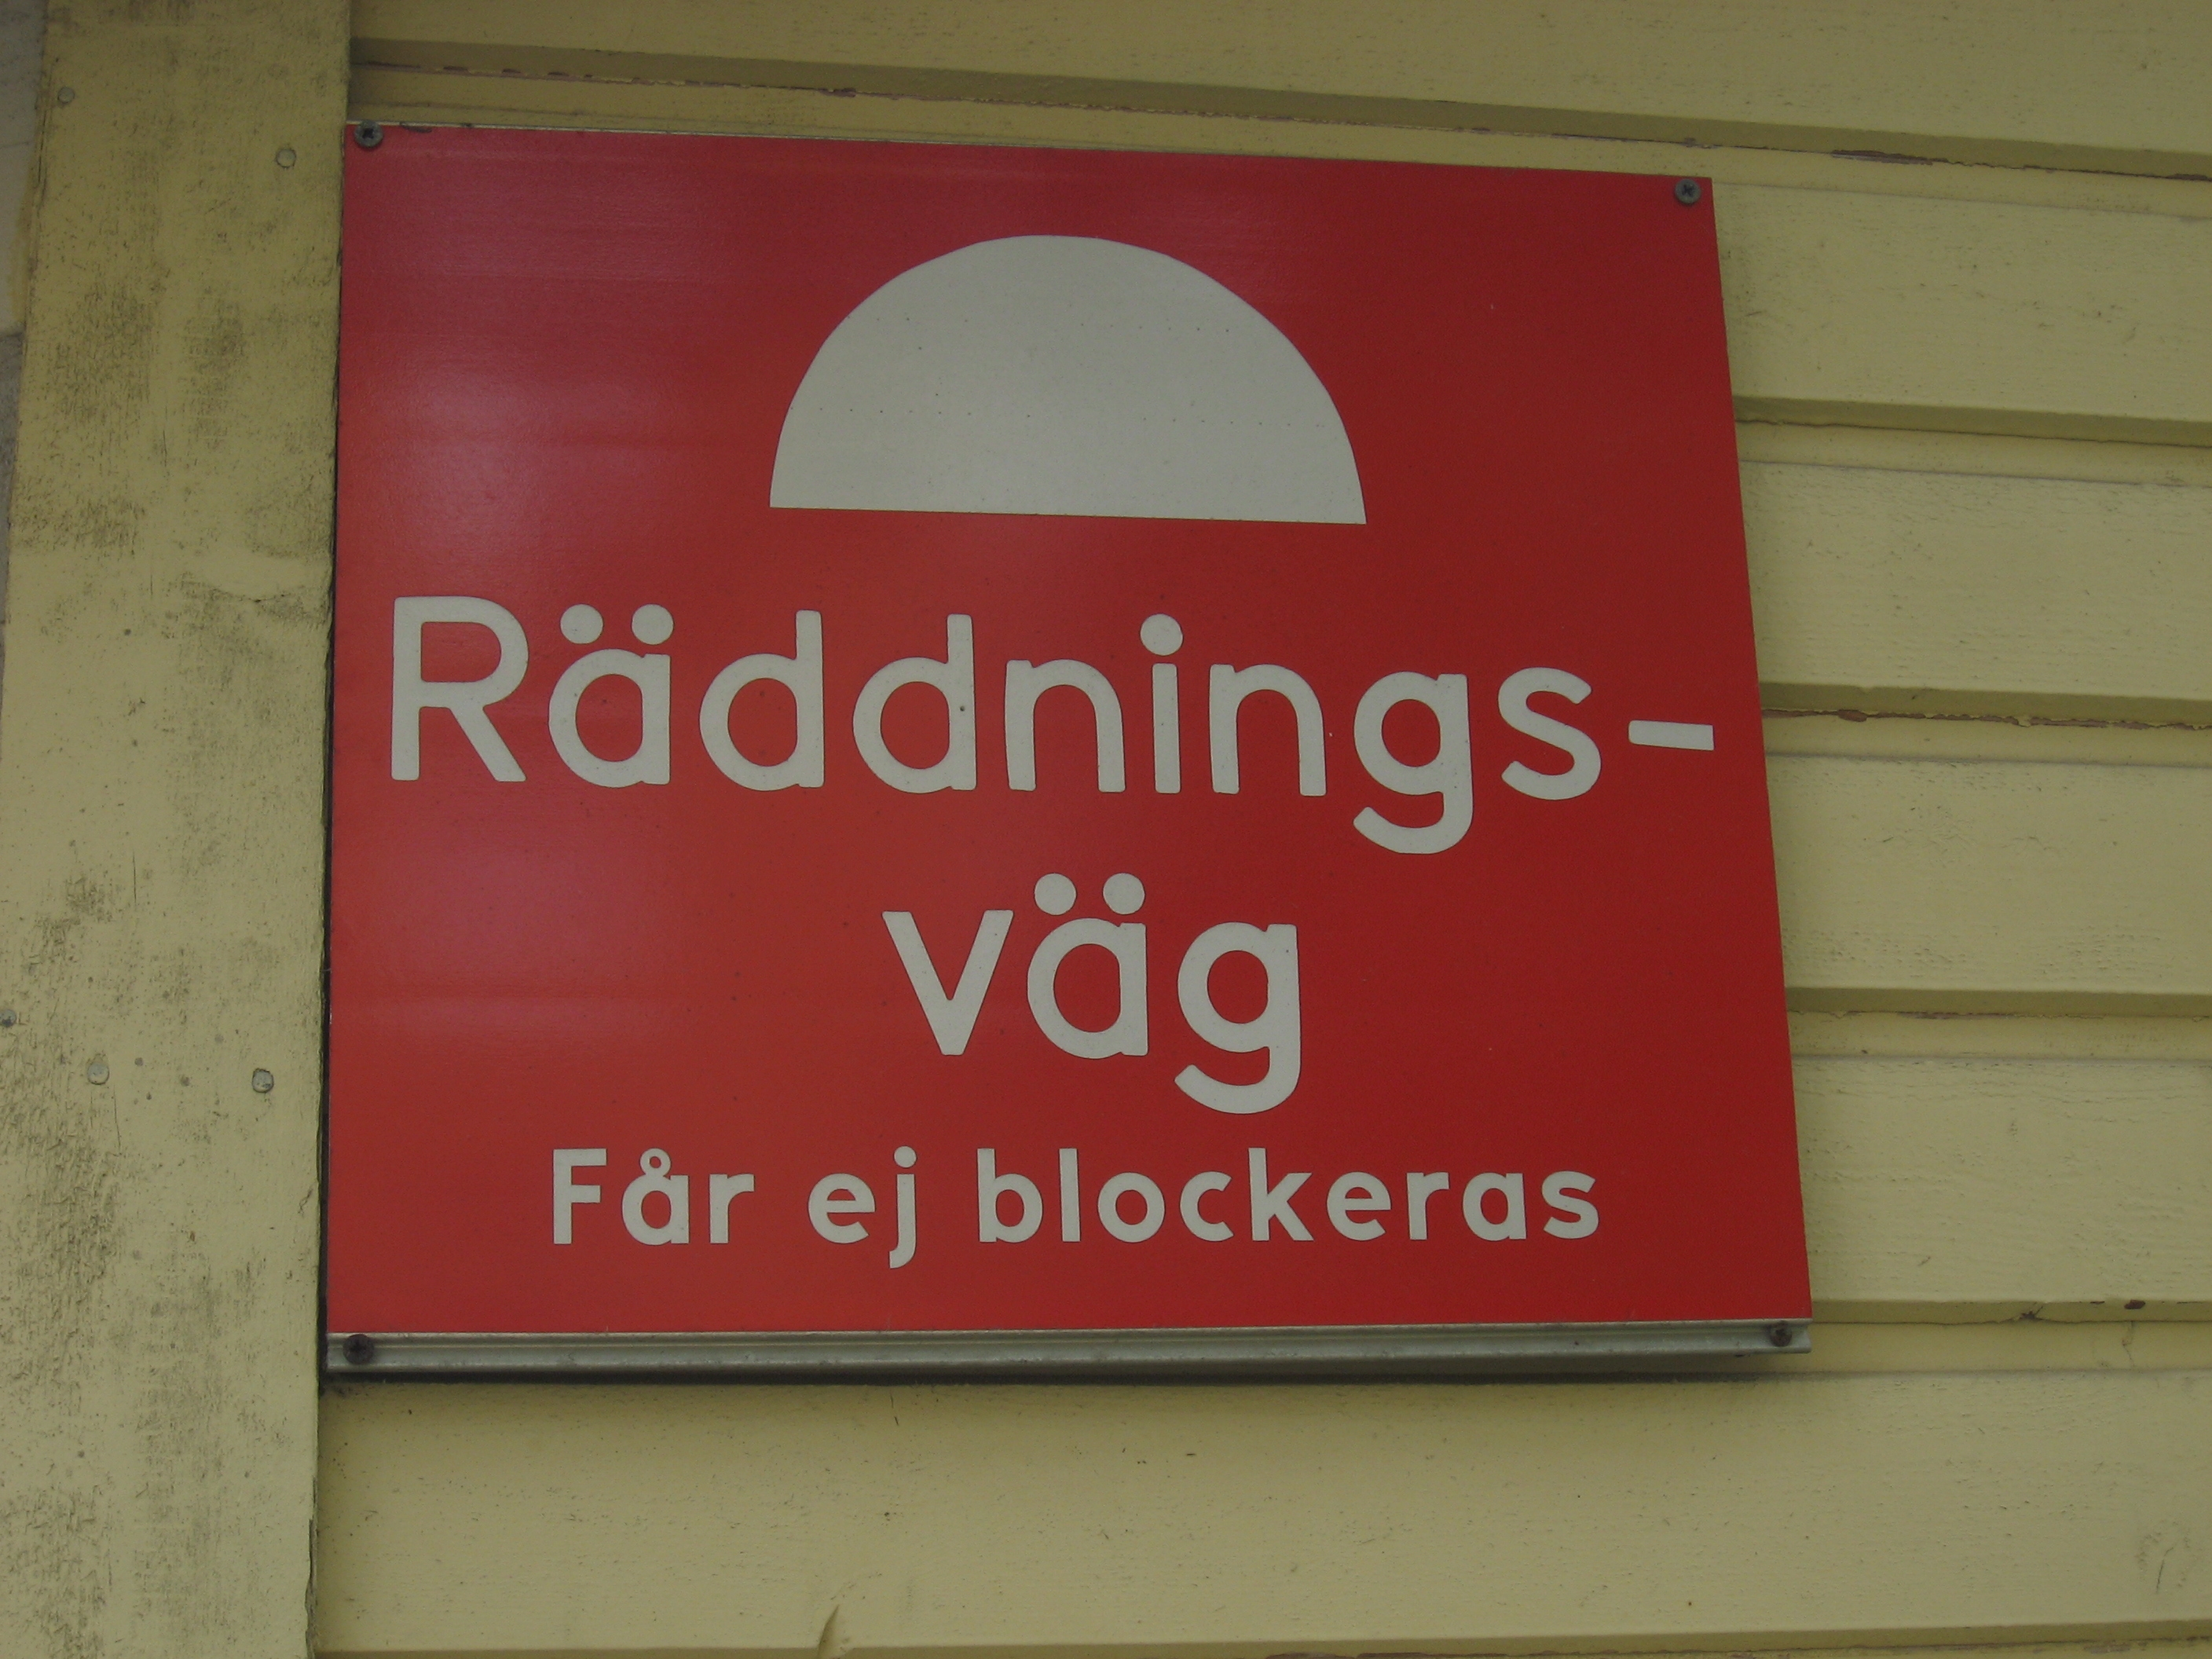 Räddnings-
väg
Får ej blockeras